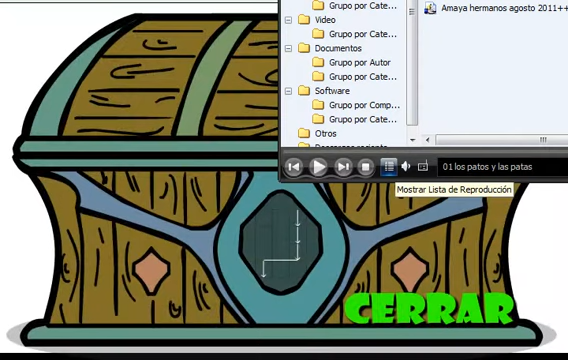 Grupo por Cate...
Video
Grupo por Cate...
Documentos
Grupo por Autor
Grupo por Cate...
Software
Grupo por Comp...
Grupo por Cate...
Otros
Amaya hermanos agosto 2011++
01 los patos y las patas
Mostrar Lista de Reproducción
CERRAR